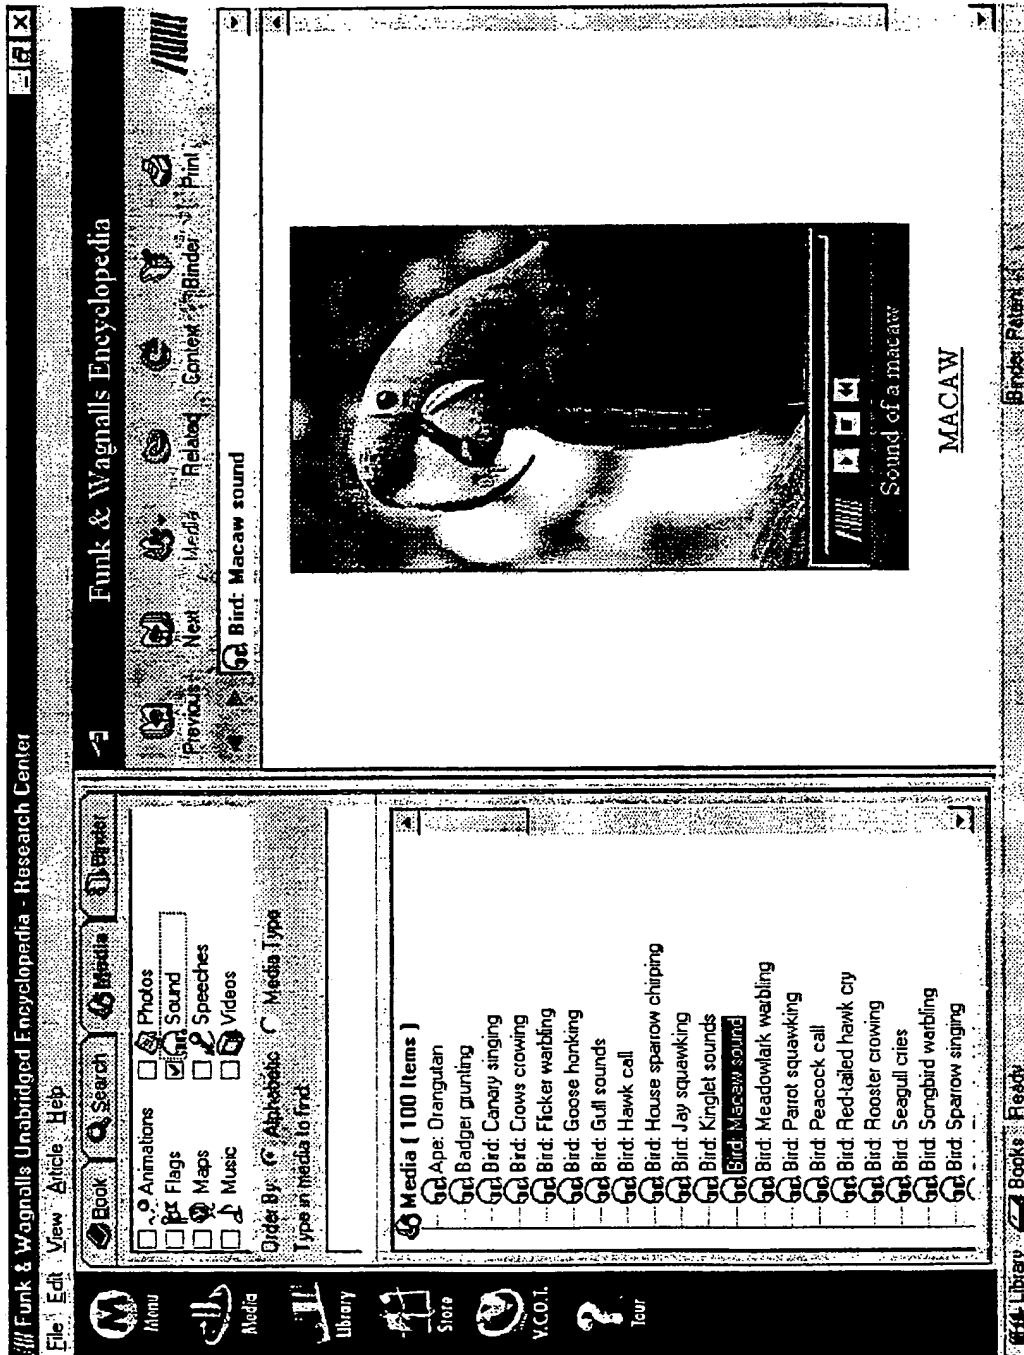 Funk & Wagnalls Unabridged Encyclopedia - Research Center
File Edit View Article Help
Menu
Media
Library
Store
V.C.O.T.
Tour
Book Search Media Binder
Animations Photos
Flags Sound
Maps Speeches
Music Videos
Order By: Alphabetic Media Type
Type in media to find:
Media ( 100 Items )
Ape: Orangutan
Badger grunting
Bird: Canary singing
Bird: Crows crowing
Bird: Flicker warbling
Bird: Goose honking
Bird: Gull sounds
Bird: Hawk call
Bird: House sparrow chirping
Bird: Jay squawking
Bird: Kinglet sounds
Bird: Macaw sound
Bird: Meadowlark warbling
Bird: Parrot squawking
Bird: Peacock call
Bird: Red-tailed hawk cry
Bird: Rooster crowing
Bird: Seagull cries
Bird: Songbird warbling
Bird: Sparrow singing
Funk & Wagnalls Encyclopedia
Previous Next Media Related Context Binder Print
Bird: Macaw sound
Sound of a macaw
MACAW
Library Books Ready Binder: Patent